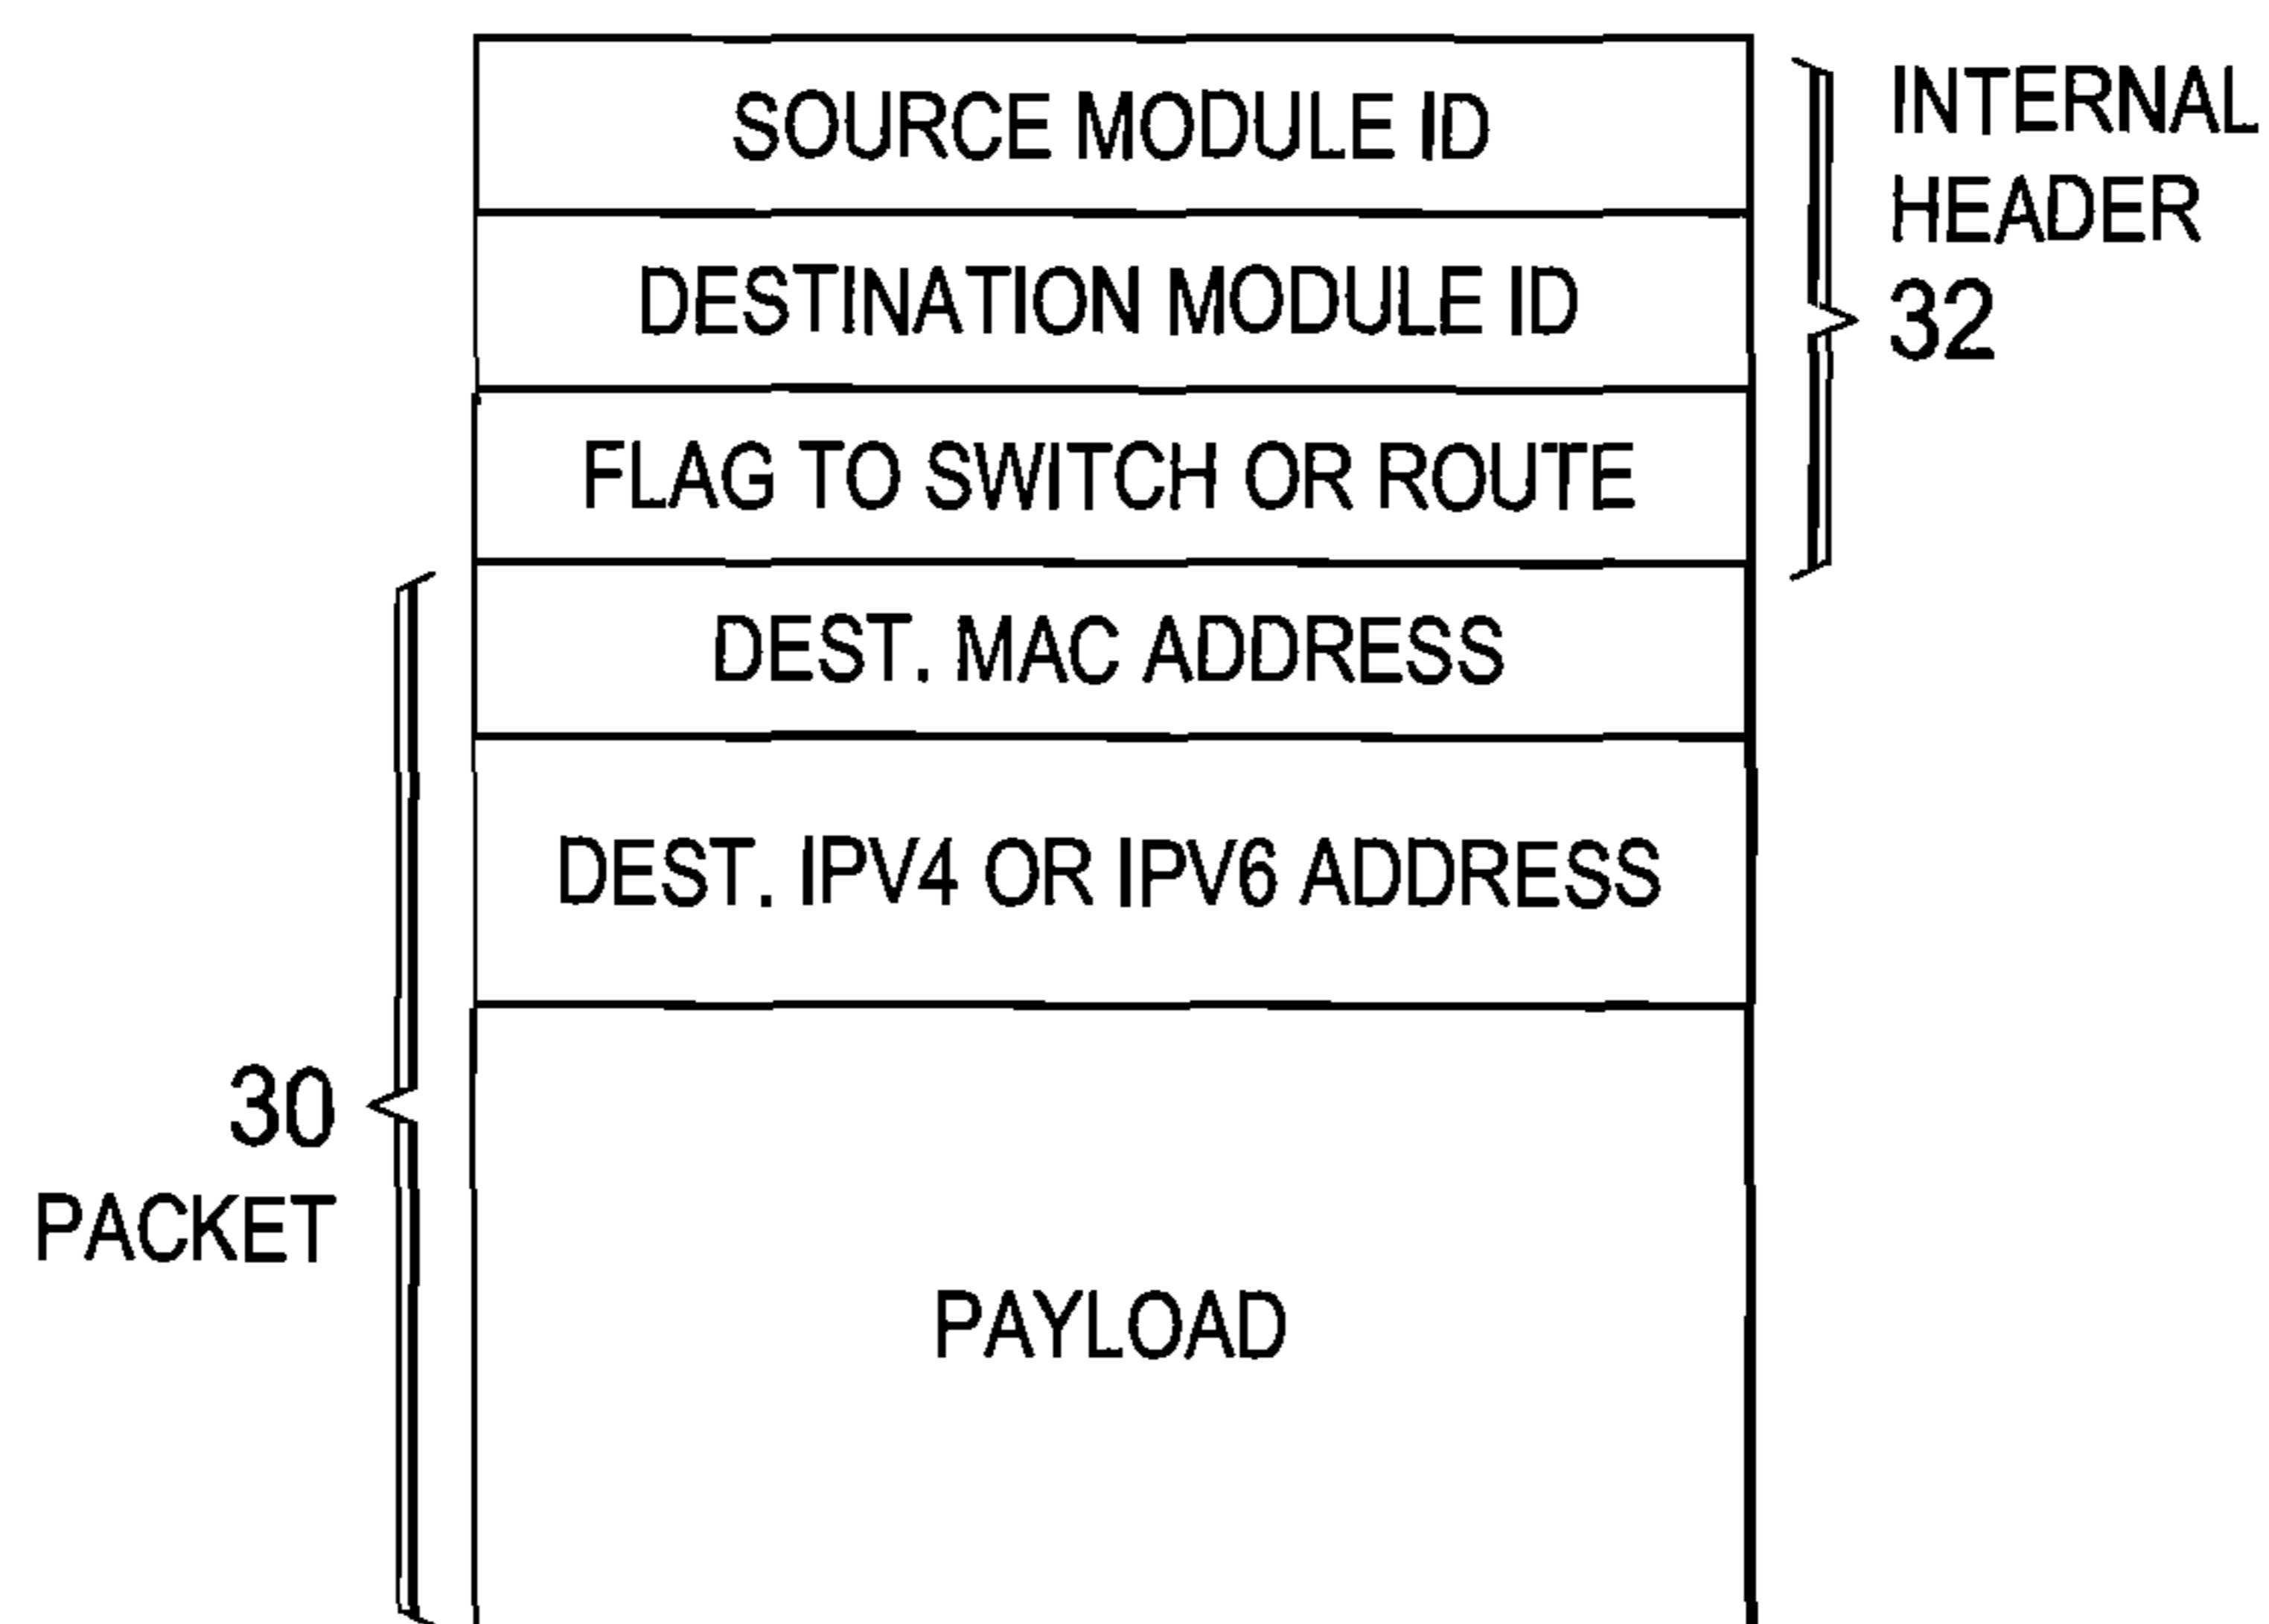 SOURCE MODULE ID
DESTINATION MODULE ID
FLAG TO SWITCH OR ROUTE
INTERNAL
HEADER
32
DEST. MAC ADDRESS
DEST. IPV4 OR IPV6 ADDRESS
PAYLOAD
30
PACKET